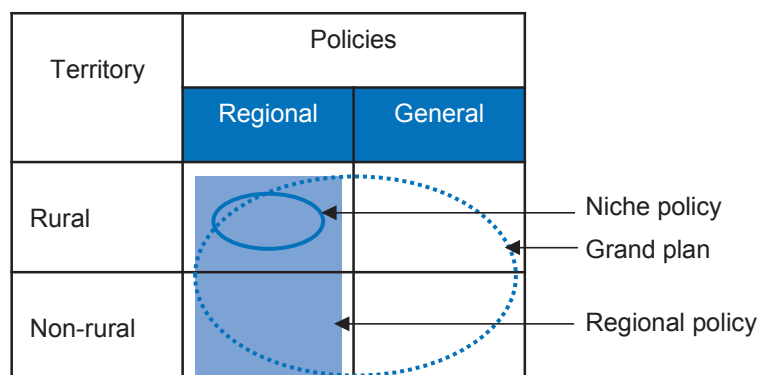 Territory
Policies
Regional
General
Rural
Niche policy
Grand plan
Non-rural
Regional policy